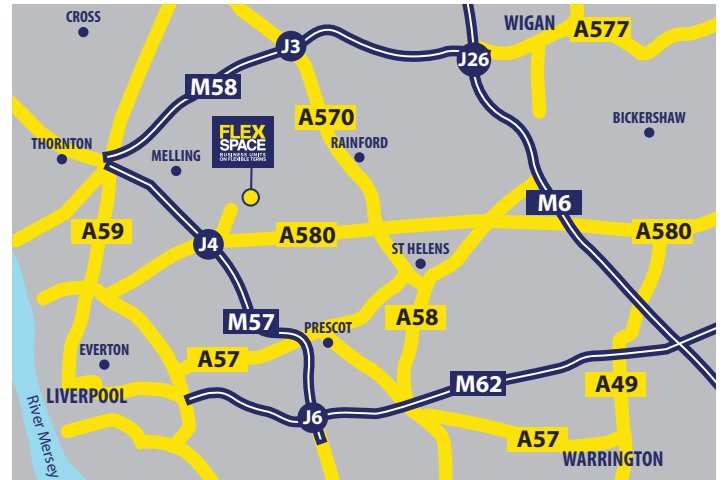 CROSS
WIGAN
A577
J3
J26
M58
A570
BICKERSHAW
FLEX
SPACE
BUSINESS UNITS
ON FLEXIBLE TERMS
THORNTON
MELLING
RAINFORD
M6
A59
A580
A580
J4
ST HELENS
M57
A58
PRESCOT
EVERTON
A57
M62
A49
LIVERPOOL
J6
River Mersey
A57
WARRINGTON